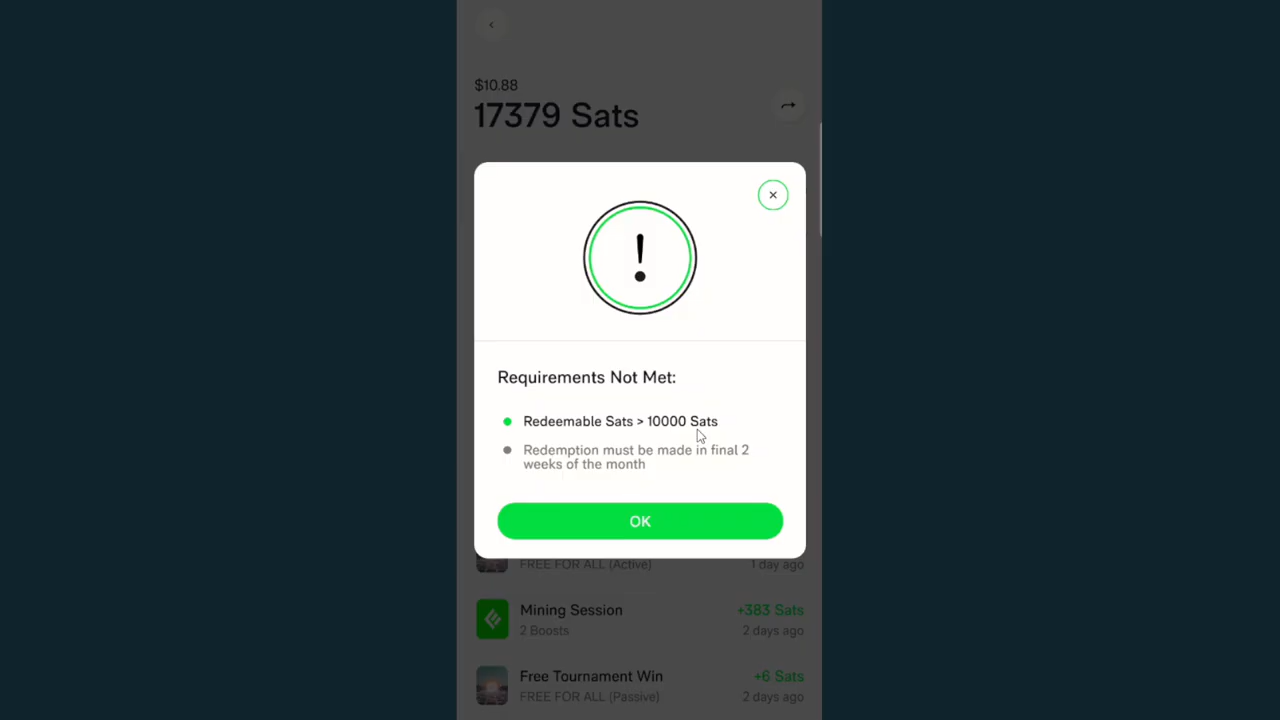 $10.88
17379 Sats
Requirements Not Met:
Redeemable Sats > 10000 Sats
Redemption must be made in final 2
weeks of the month
OK
FREE FOR ALL (Active)
1 day ago
Mining Session
+383 Sats
2 Boosts
2 days ago
Free Tournament Win
+6 Sats
FREE FOR ALL (Passive)
2 days ago